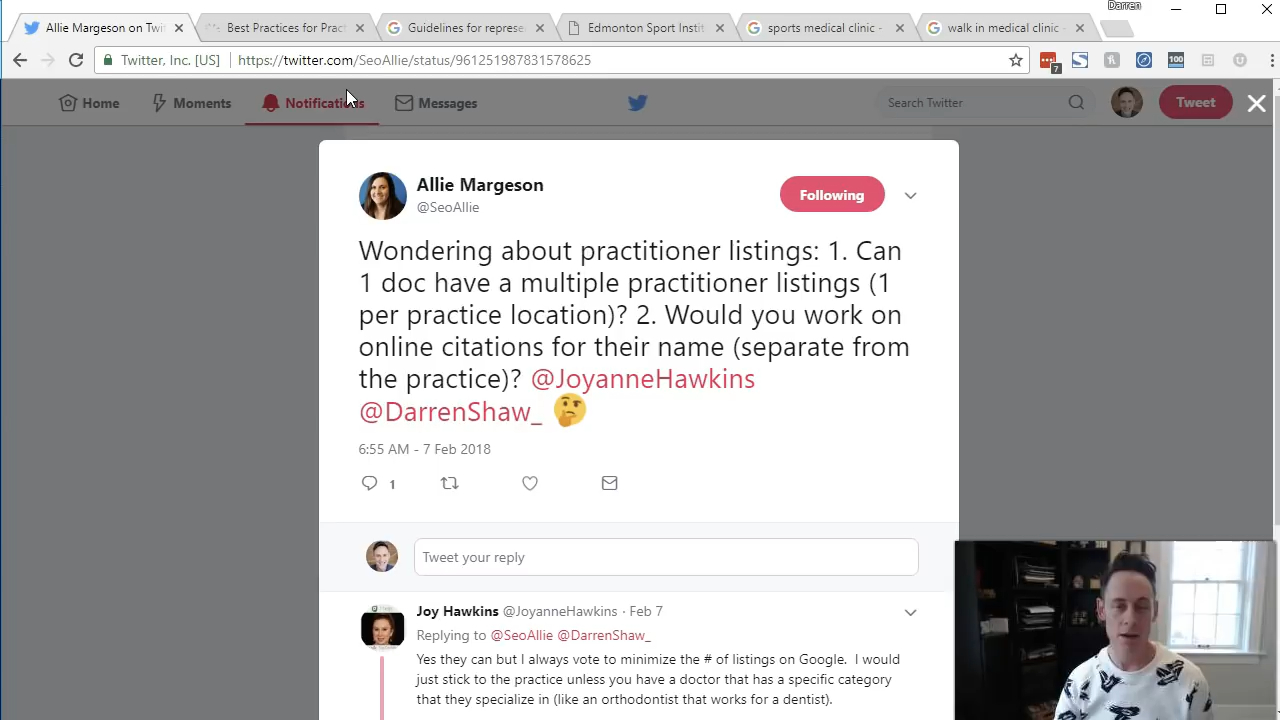 Darren
Allie Margeson on Twi
Best Practices for Pract
Guidelines for represe
Edmonton Sport Insti
sports medical clinic -
walk in medical clinic -
Twitter, Inc. [US]
https://twitter.com/SeoAllie/status/961251987831578625
7
100
Home
Moments
Notifications
Messages
Search Twitter
Tweet
Allie Margeson
@SeoAllie
Following
Wondering about practitioner listings: 1. Can
1 doc have a multiple practitioner listings (1
per practice location)? 2. Would you work on
online citations for their name (separate from
the practice)? @JoyanneHawkins
@DarrenShaw_ 🤔
6:55 AM - 7 Feb 2018
1
Tweet your reply
Joy Hawkins @JoyanneHawkins · Feb 7
Replying to @SeoAllie @DarrenShaw_
Yes they can but I always vote to minimize the # of listings on Google. I would
just stick to the practice unless you have a doctor that has a specific category
that they specialize in (like an orthodontist that works for a dentist).